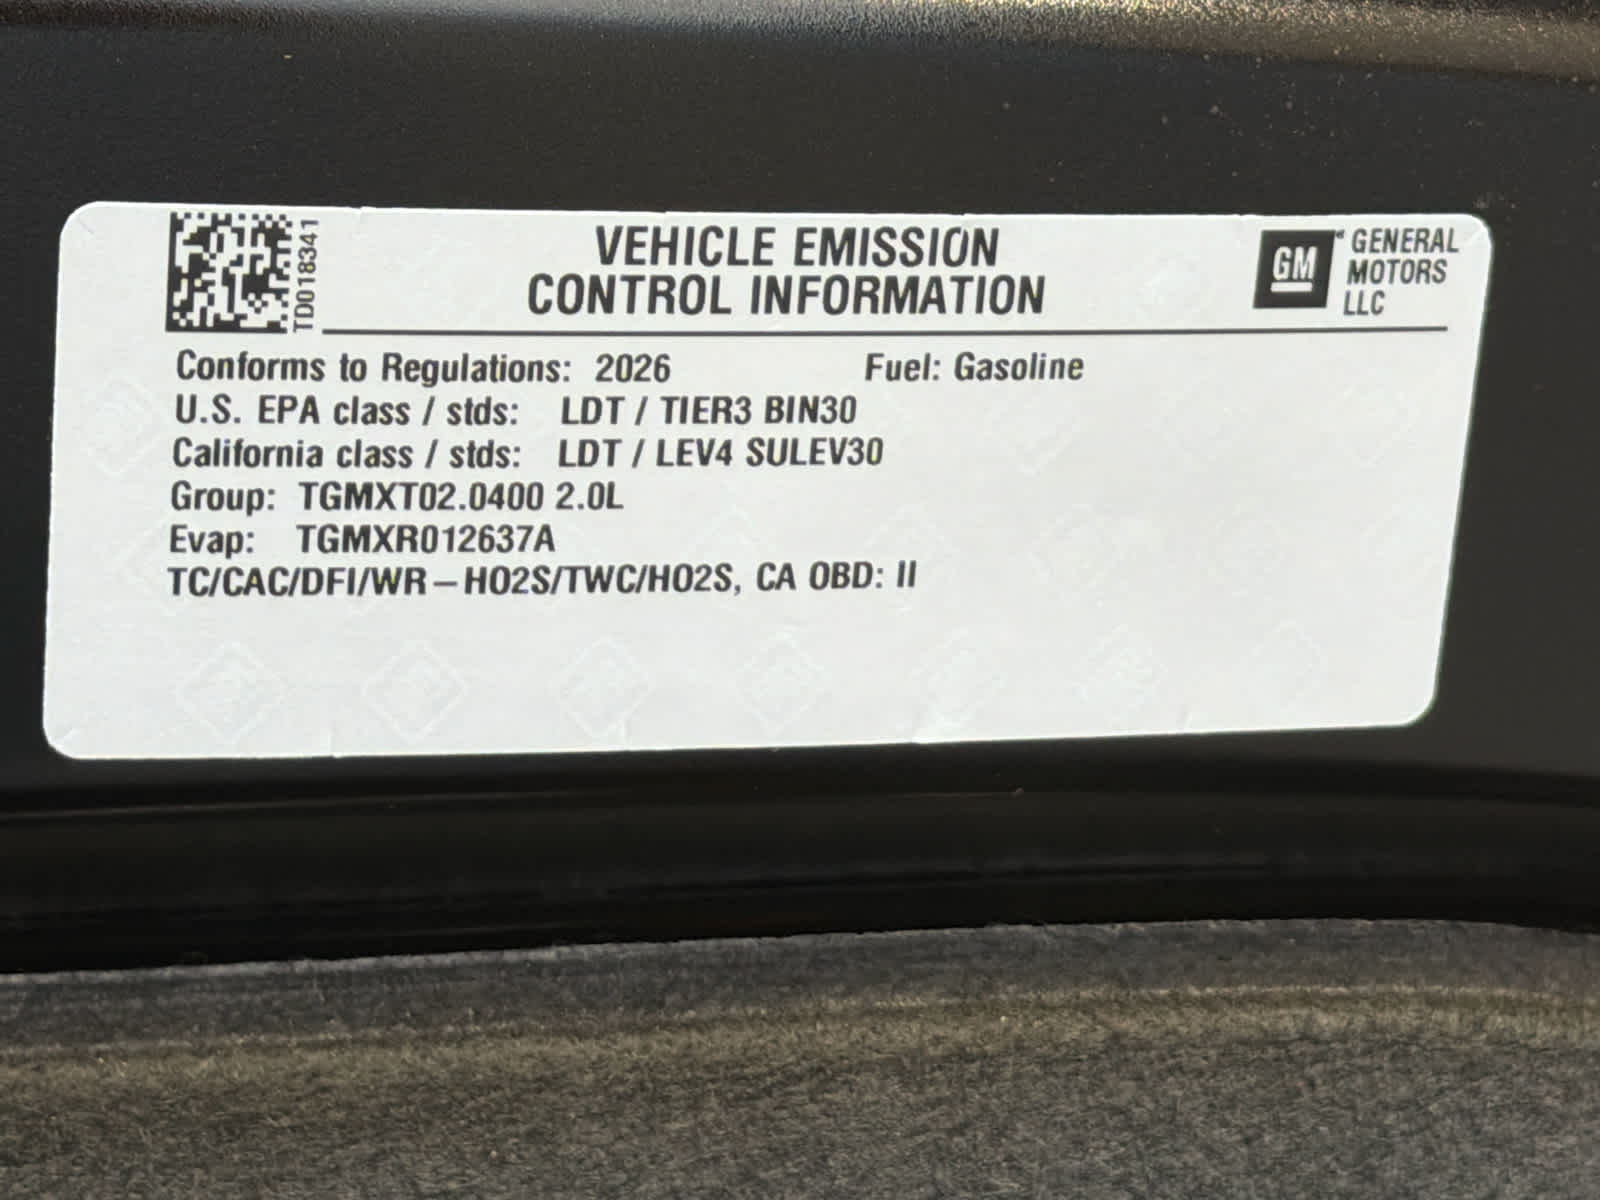 TD018341
VEHICLE EMISSION
CONTROL INFORMATION
GM
GENERAL
MOTORS
LLC
Conforms to Regulations: 2026 Fuel: Gasoline
U.S. EPA class / stds: LDT / TIER3 BIN30
California class / stds: LDT / LEV4 SULEV30
Group: TGMXT02.0400 2.0L
Evap: TGMXR012637A
TC/CAC/DFI/WR–HO2S/TWC/HO2S, CA OBD: II